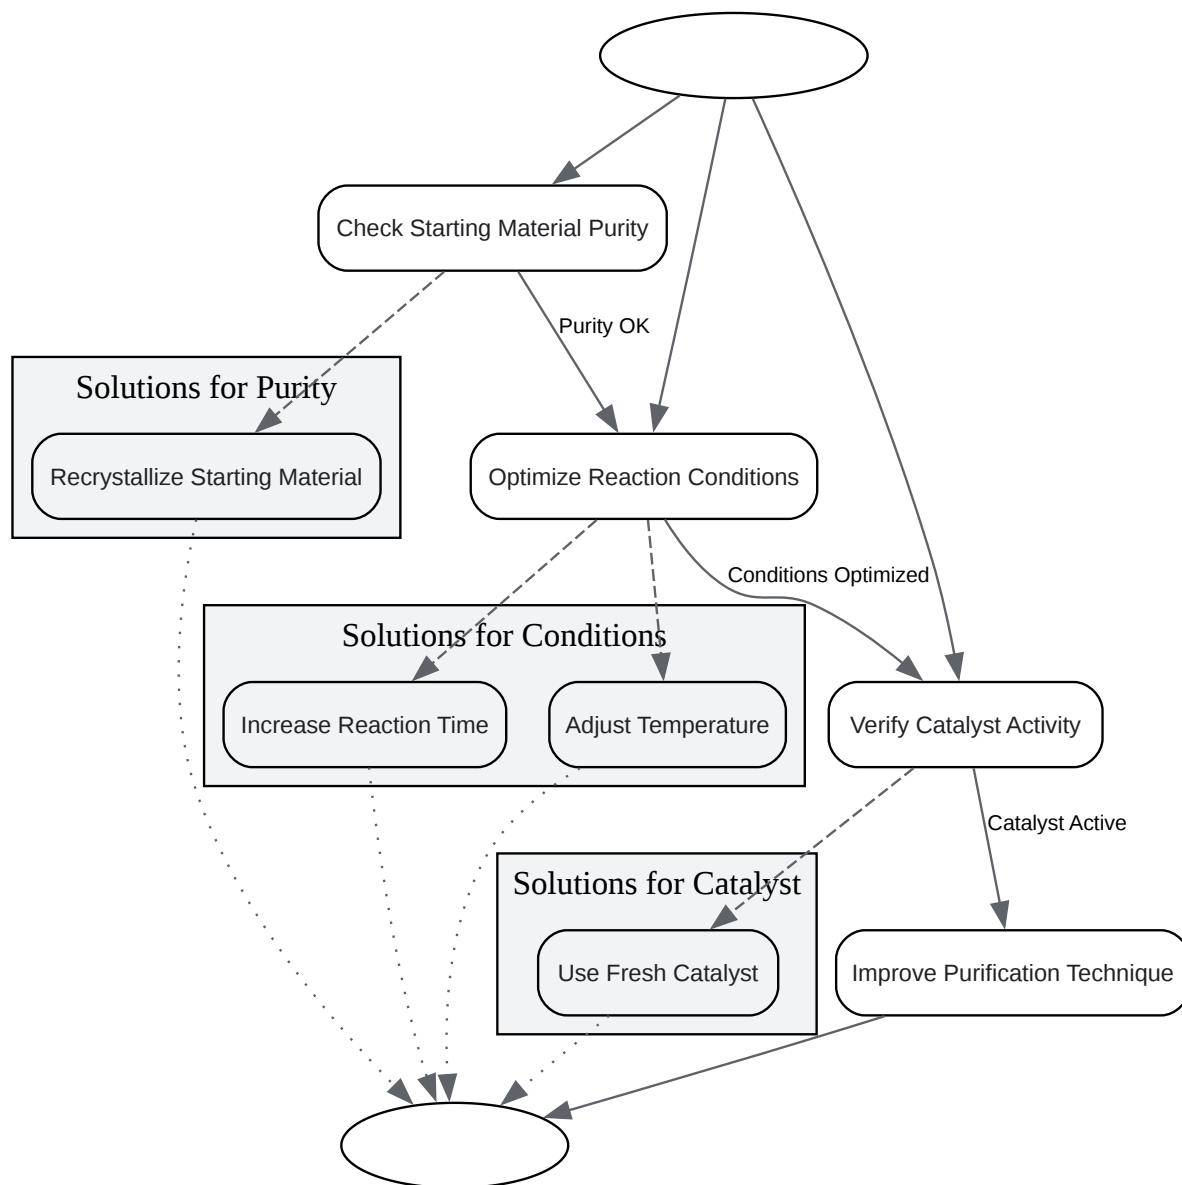 Check Starting Material Purity
Purity OK
Solutions for Purity
Recrystallize Starting Material
Optimize Reaction Conditions
Conditions Optimized
Solutions for Conditions
Increase Reaction Time
Adjust Temperature
Verify Catalyst Activity
Catalyst Active
Solutions for Catalyst
Use Fresh Catalyst
Improve Purification Technique